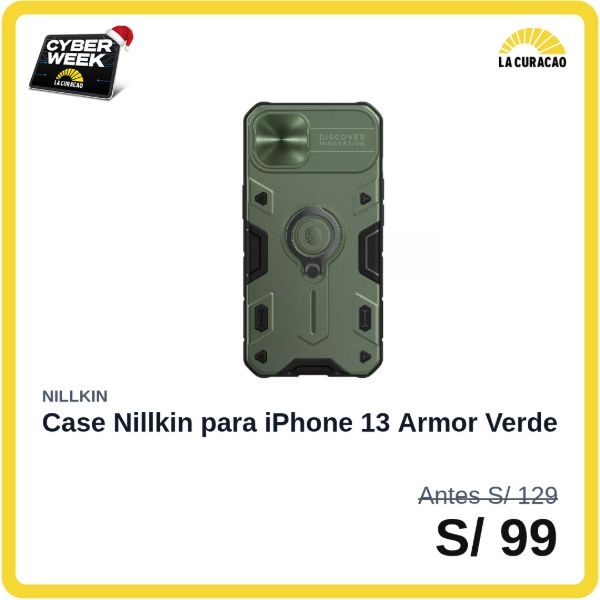 CYBER
WEEK
LA CURACAO
LA CURACAO
DISCOVER
INNOVATION
NILLKIN
Case Nillkin para iPhone 13 Armor Verde
Antes S/ 129
S/ 99